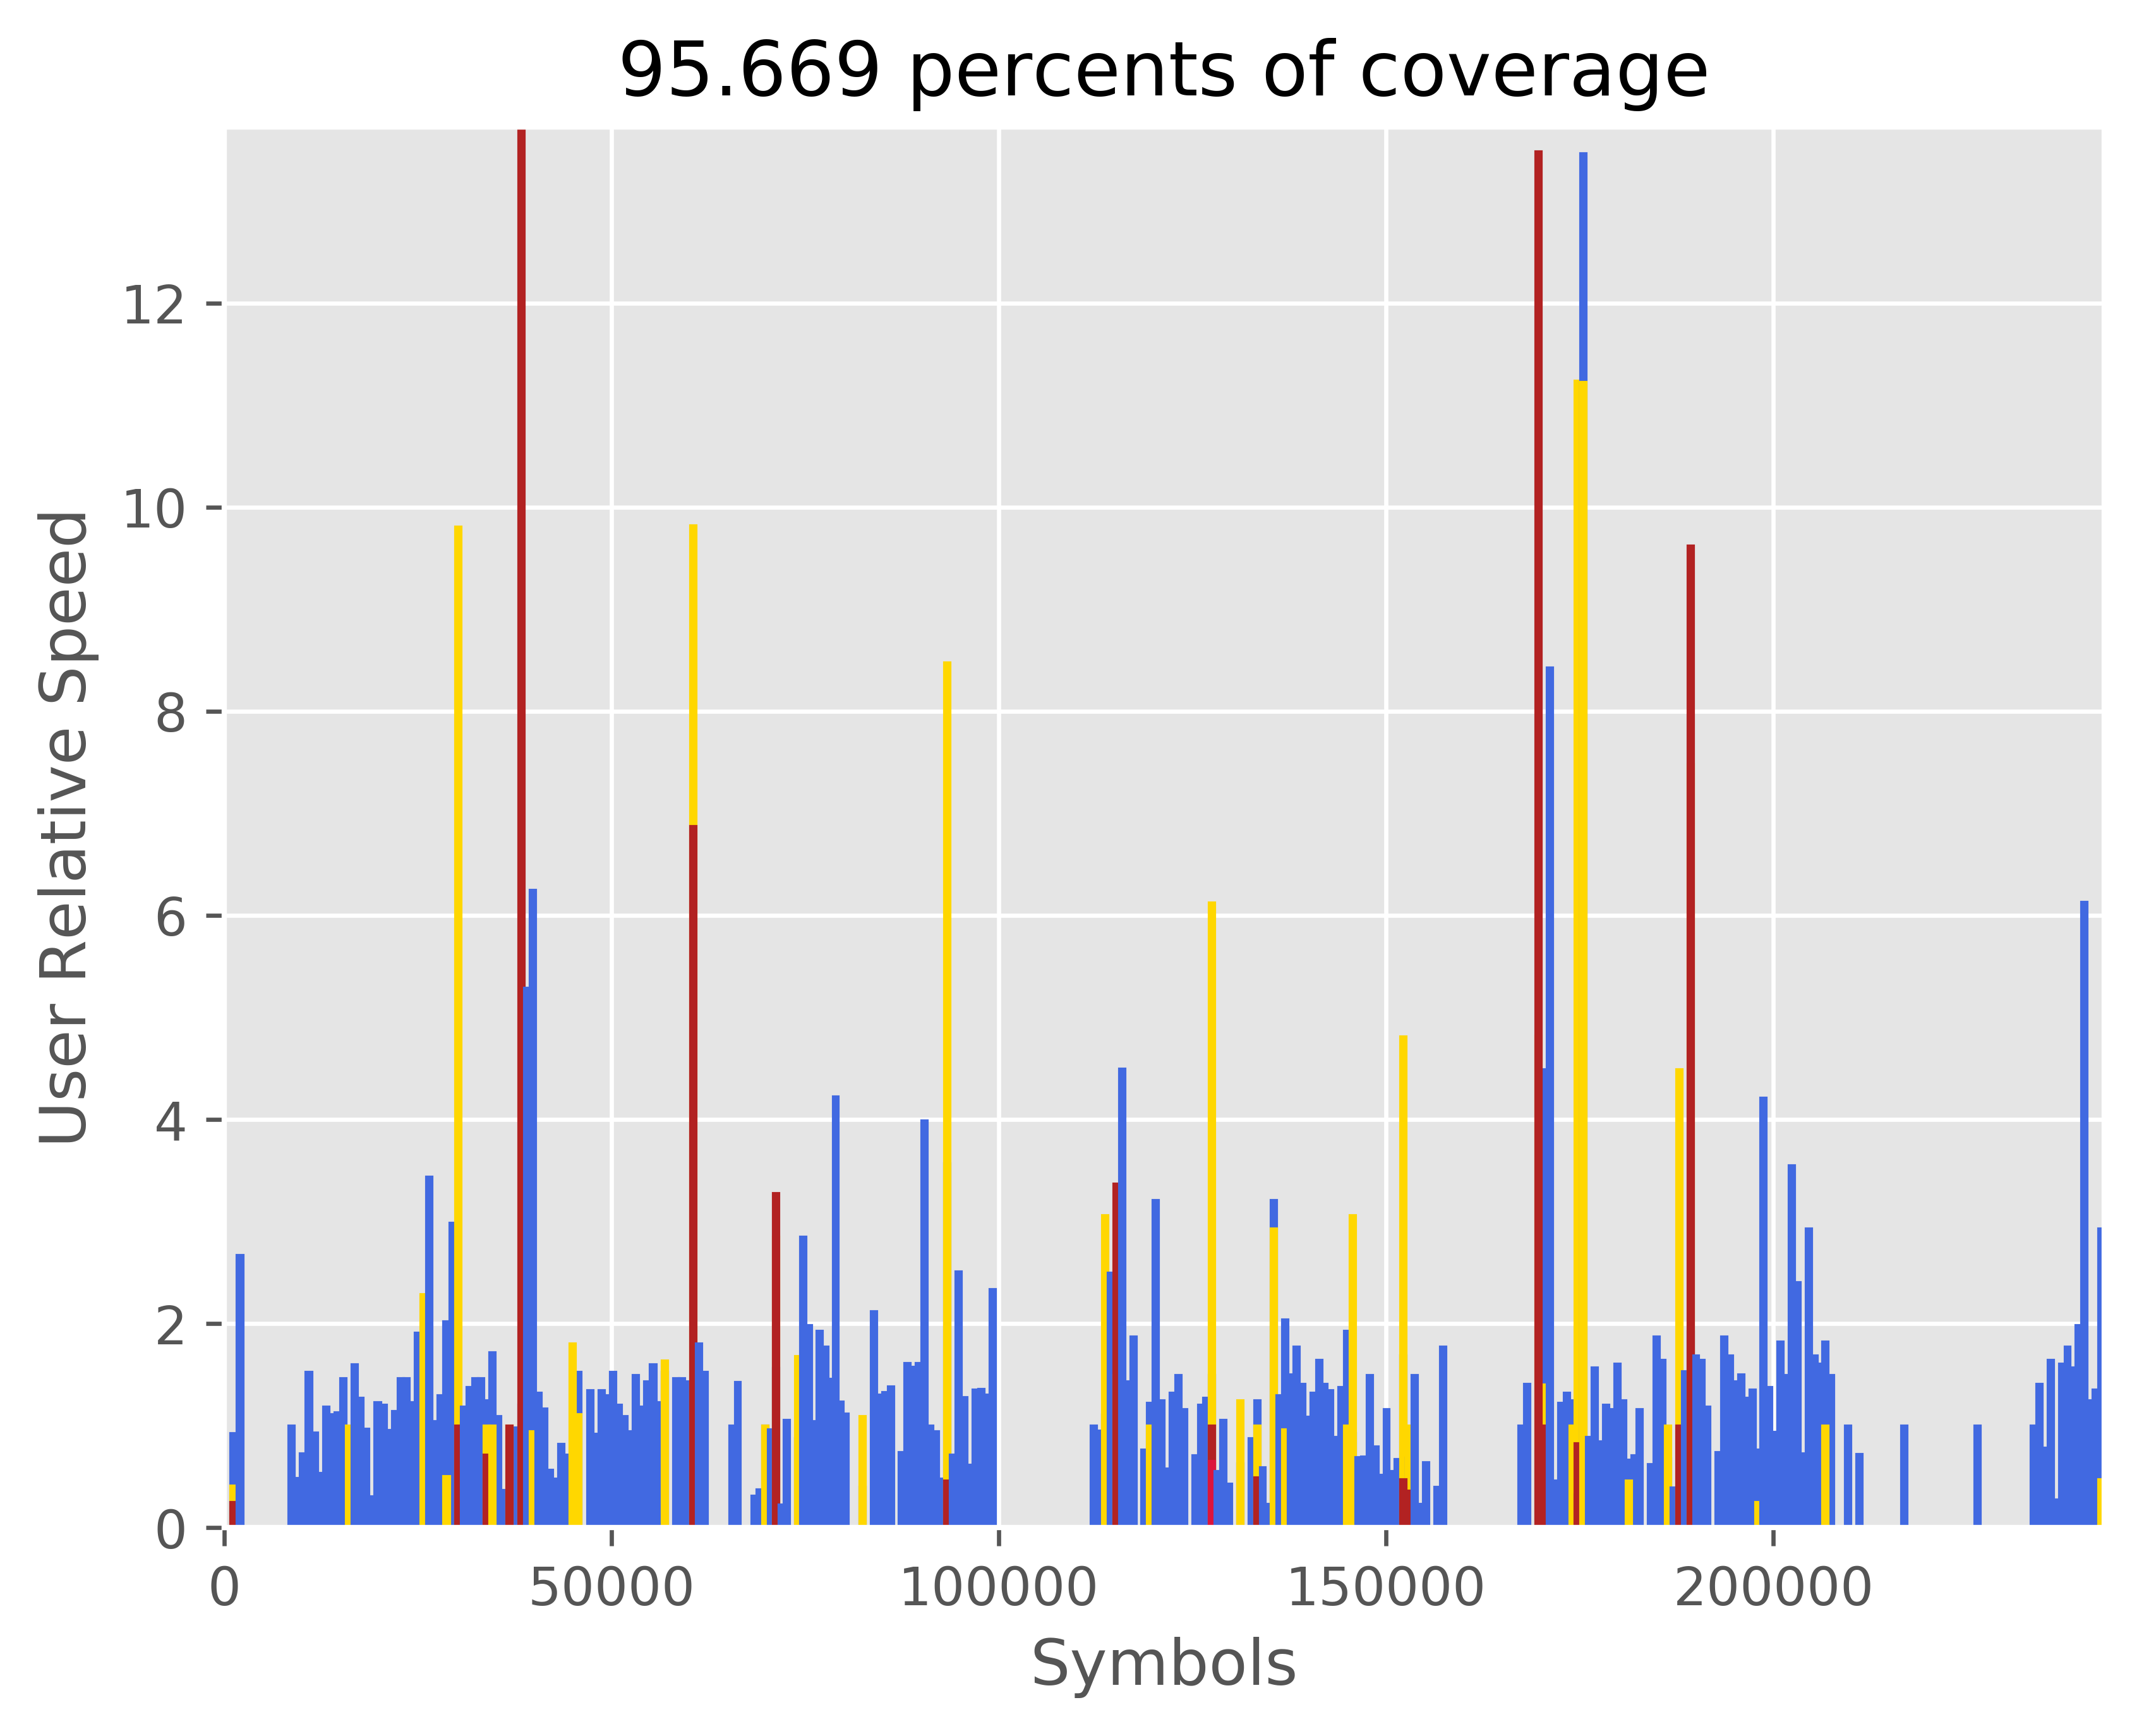 95.669 percents of coverage
User Relative Speed
12
10
8
6
4
2
0
0 50000 100000 150000 200000
Symbols